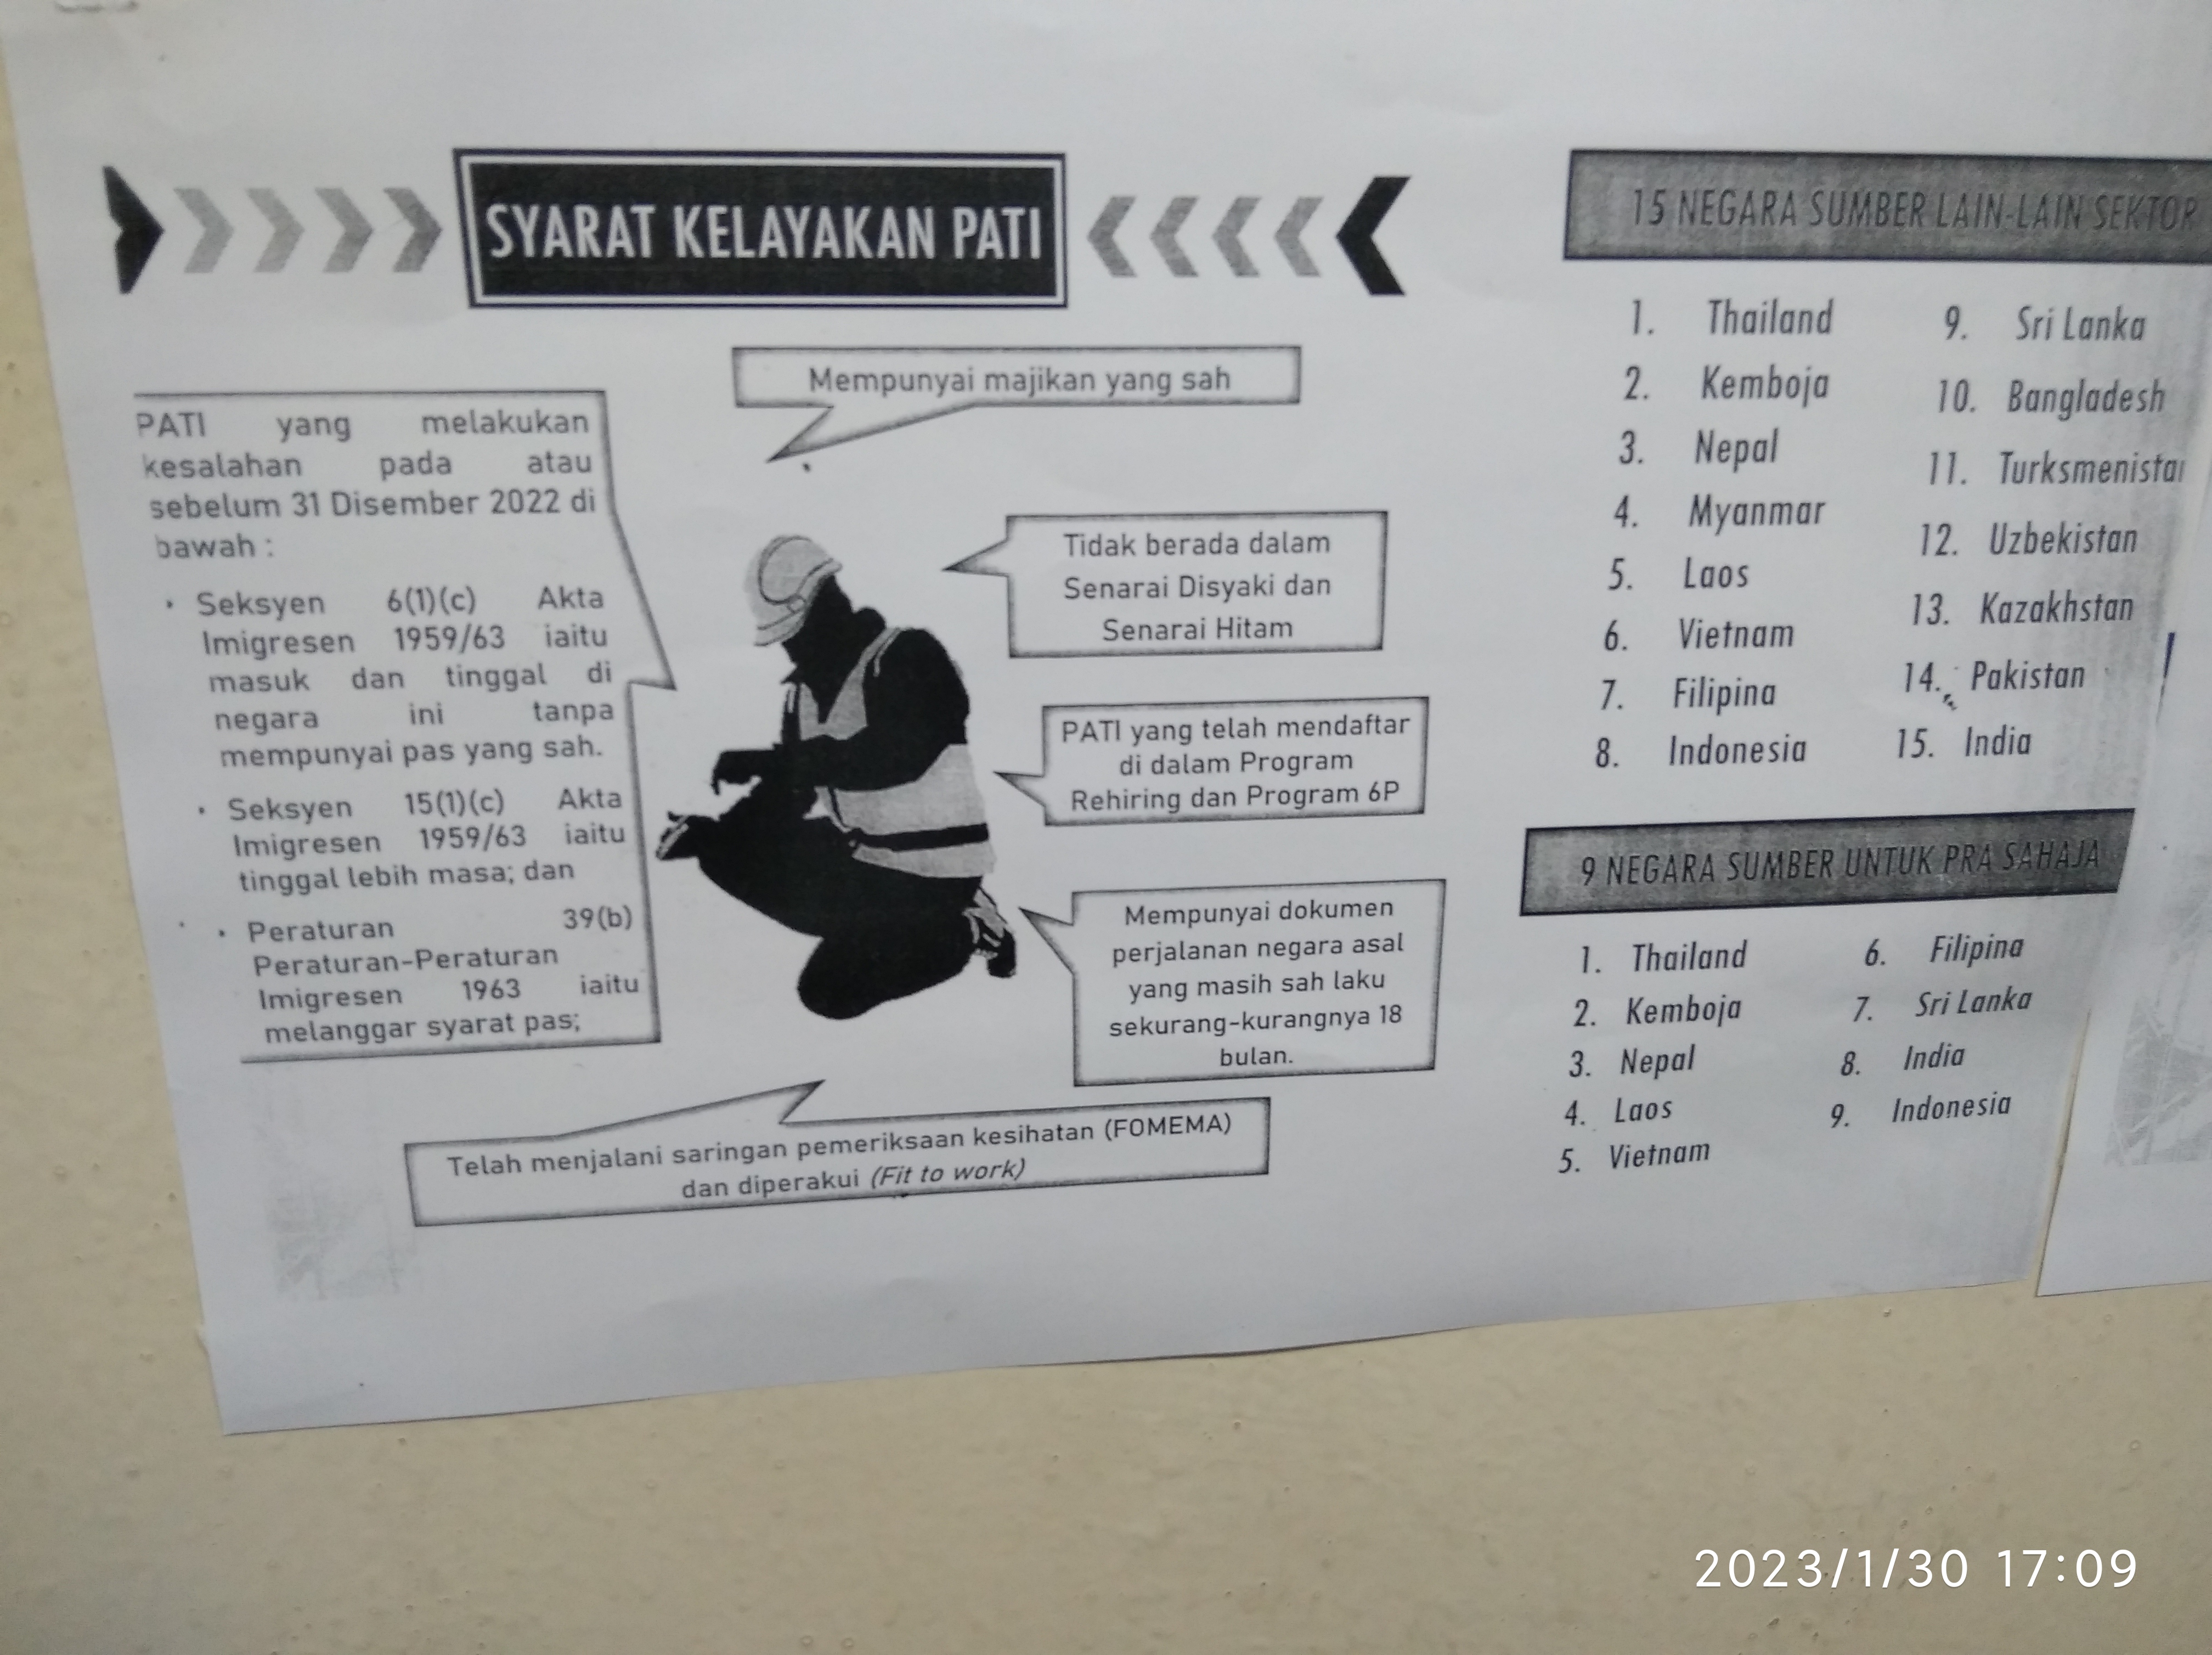 SYARAT KELAYAKAN PATI
Mempunyai majikan yang sah
PATI yang melakukan
kesalahan pada atau
sebelum 31 Disember 2022 di
bawah :
• Seksyen 6(1)(c) Akta
Imigresen 1959/63 iaitu
masuk dan tinggal di
negara ini tanpa
mempunyai pas yang sah.
• Seksyen 15(1)(c) Akta
Imigresen 1959/63 iaitu
tinggal lebih masa; dan
• Peraturan 39(b)
Peraturan-Peraturan
Imigresen 1963 iaitu
melanggar syarat pas;
Tidak berada dalam
Senarai Disyaki dan
Senarai Hitam
PATI yang telah mendaftar
di dalam Program
Rehiring dan Program 6P
Mempunyai dokumen
perjalanan negara asal
yang masih sah laku
sekurang-kurangnya 18
bulan.
Telah menjalani saringan pemeriksaan kesihatan (FOMEMA)
dan diperakui (Fit to work)
15 NEGARA SUMBER LAIN-LAIN SEKTOR
1. Thailand
2. Kemboja
3. Nepal
4. Myanmar
5. Laos
6. Vietnam
7. Filipina
8. Indonesia
9. Sri Lanka
10. Bangladesh
11. Turksmenistan
12. Uzbekistan
13. Kazakhstan
14. Pakistan
15. India
9 NEGARA SUMBER UNTUK PRA SAHAJA
1. Thailand
2. Kemboja
3. Nepal
4. Laos
5. Vietnam
6. Filipina
7. Sri Lanka
8. India
9. Indonesia
2023/1/30 17:09